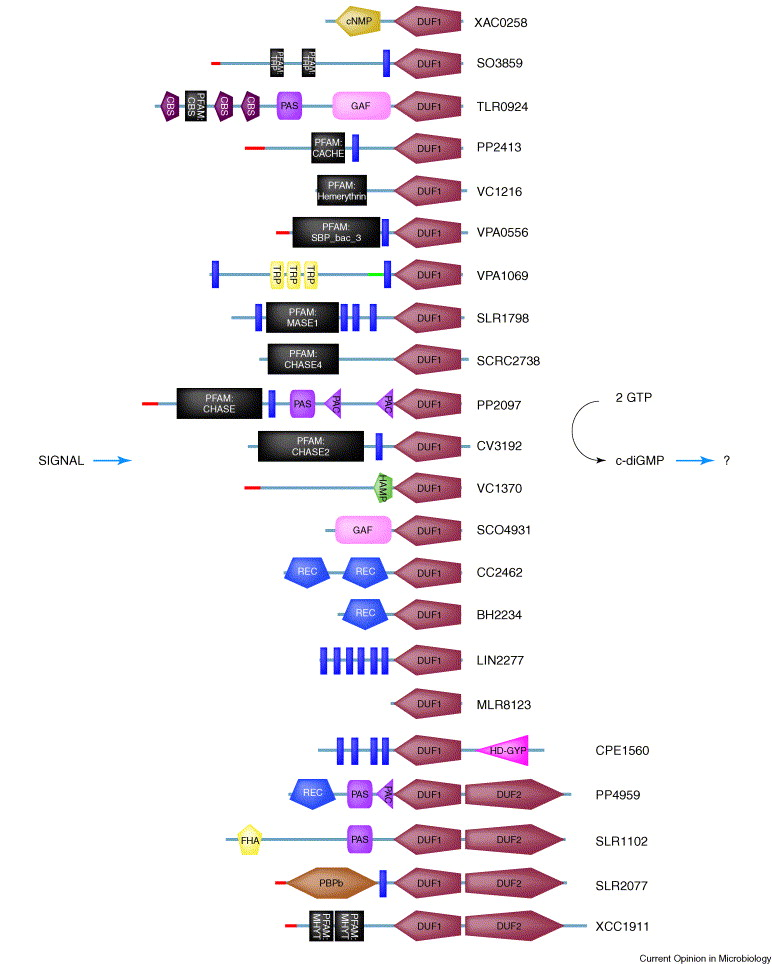 cNMP DUF1 XAC0258
PFAM: TRP PFAM: TRP DUF1 SO3859
CBS PFAM: CBS CBS CBS PAS GAF DUF1 TLR0924
PFAM:
CACHE DUF1 PP2413
PFAM:
Hemerythrin DUF1 VC1216
PFAM:
SBP_bac_3 DUF1 VPA0556
TRP TRP TRP DUF1 VPA1069
PFAM:
MASE1 DUF1 SLR1798
PFAM:
CHASE4 DUF1 SCRC2738
PFAM:
CHASE PAS PAC PAC DUF1 PP2097
2 GTP
PFAM:
CHASE2 DUF1 CV3192
SIGNAL c-diGMP ?
HAMP DUF1 VC1370
GAF DUF1 SCO4931
REC REC DUF1 CC2462
REC DUF1 BH2234
DUF1 LIN2277
DUF1 MLR8123
DUF1 HD-GYP CPE1560
REC PAS PAC DUF1 DUF2 PP4959
FHA PAS DUF1 DUF2 SLR1102
PBPb DUF1 DUF2 SLR2077
PFAM: MHYT PFAM: MHYT DUF1 DUF2 XCC1911
Current Opinion in Microbiology